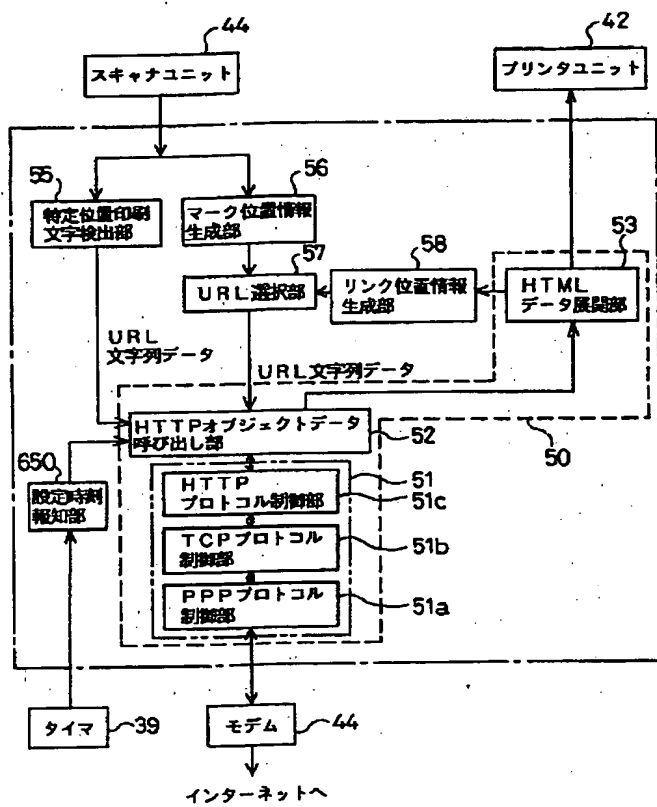 44
スキャナユニット
42
プリンタユニット
55
特定位置印刷
文字検出部
56
マーク位置情報
生成部
57
URL選択部
58
リンク位置情報
生成部
53
HTML
データ展開部
URL
文字列データ
URL文字列データ
HTTPオブジェクトデータ
呼び出し部
52
50
650
設定時刻
報知部
51
HTTP
プロトコル制御部
51c
TCPプロトコル
制御部
51b
PPPプロトコル
制御部
51a
タイマ
39
モデム
44
インターネットへ